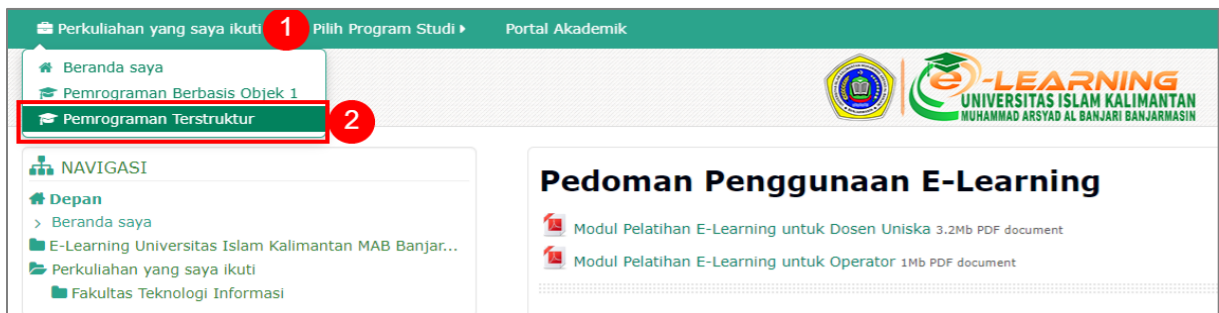 Perkuliahan yang saya ikuti 1 Pilih Program Studi Portal Akademik
Beranda saya
Pemrograman Berbasis Objek 1
Pemrograman Terstruktur 2
e-LEARNING
UNIVERSITAS ISLAM KALIMANTAN
MUHAMMAD ARSYAD AL BANJARI BANJARMASIN
NAVIGASI
Depan
> Beranda saya
E-Learning Universitas Islam Kalimantan MAB Banjar...
Perkuliahan yang saya ikuti
Fakultas Teknologi Informasi
Pedoman Penggunaan E-Learning
Modul Pelatihan E-Learning untuk Dosen Uniska 3.2Mb PDF document
Modul Pelatihan E-Learning untuk Operator 1Mb PDF document